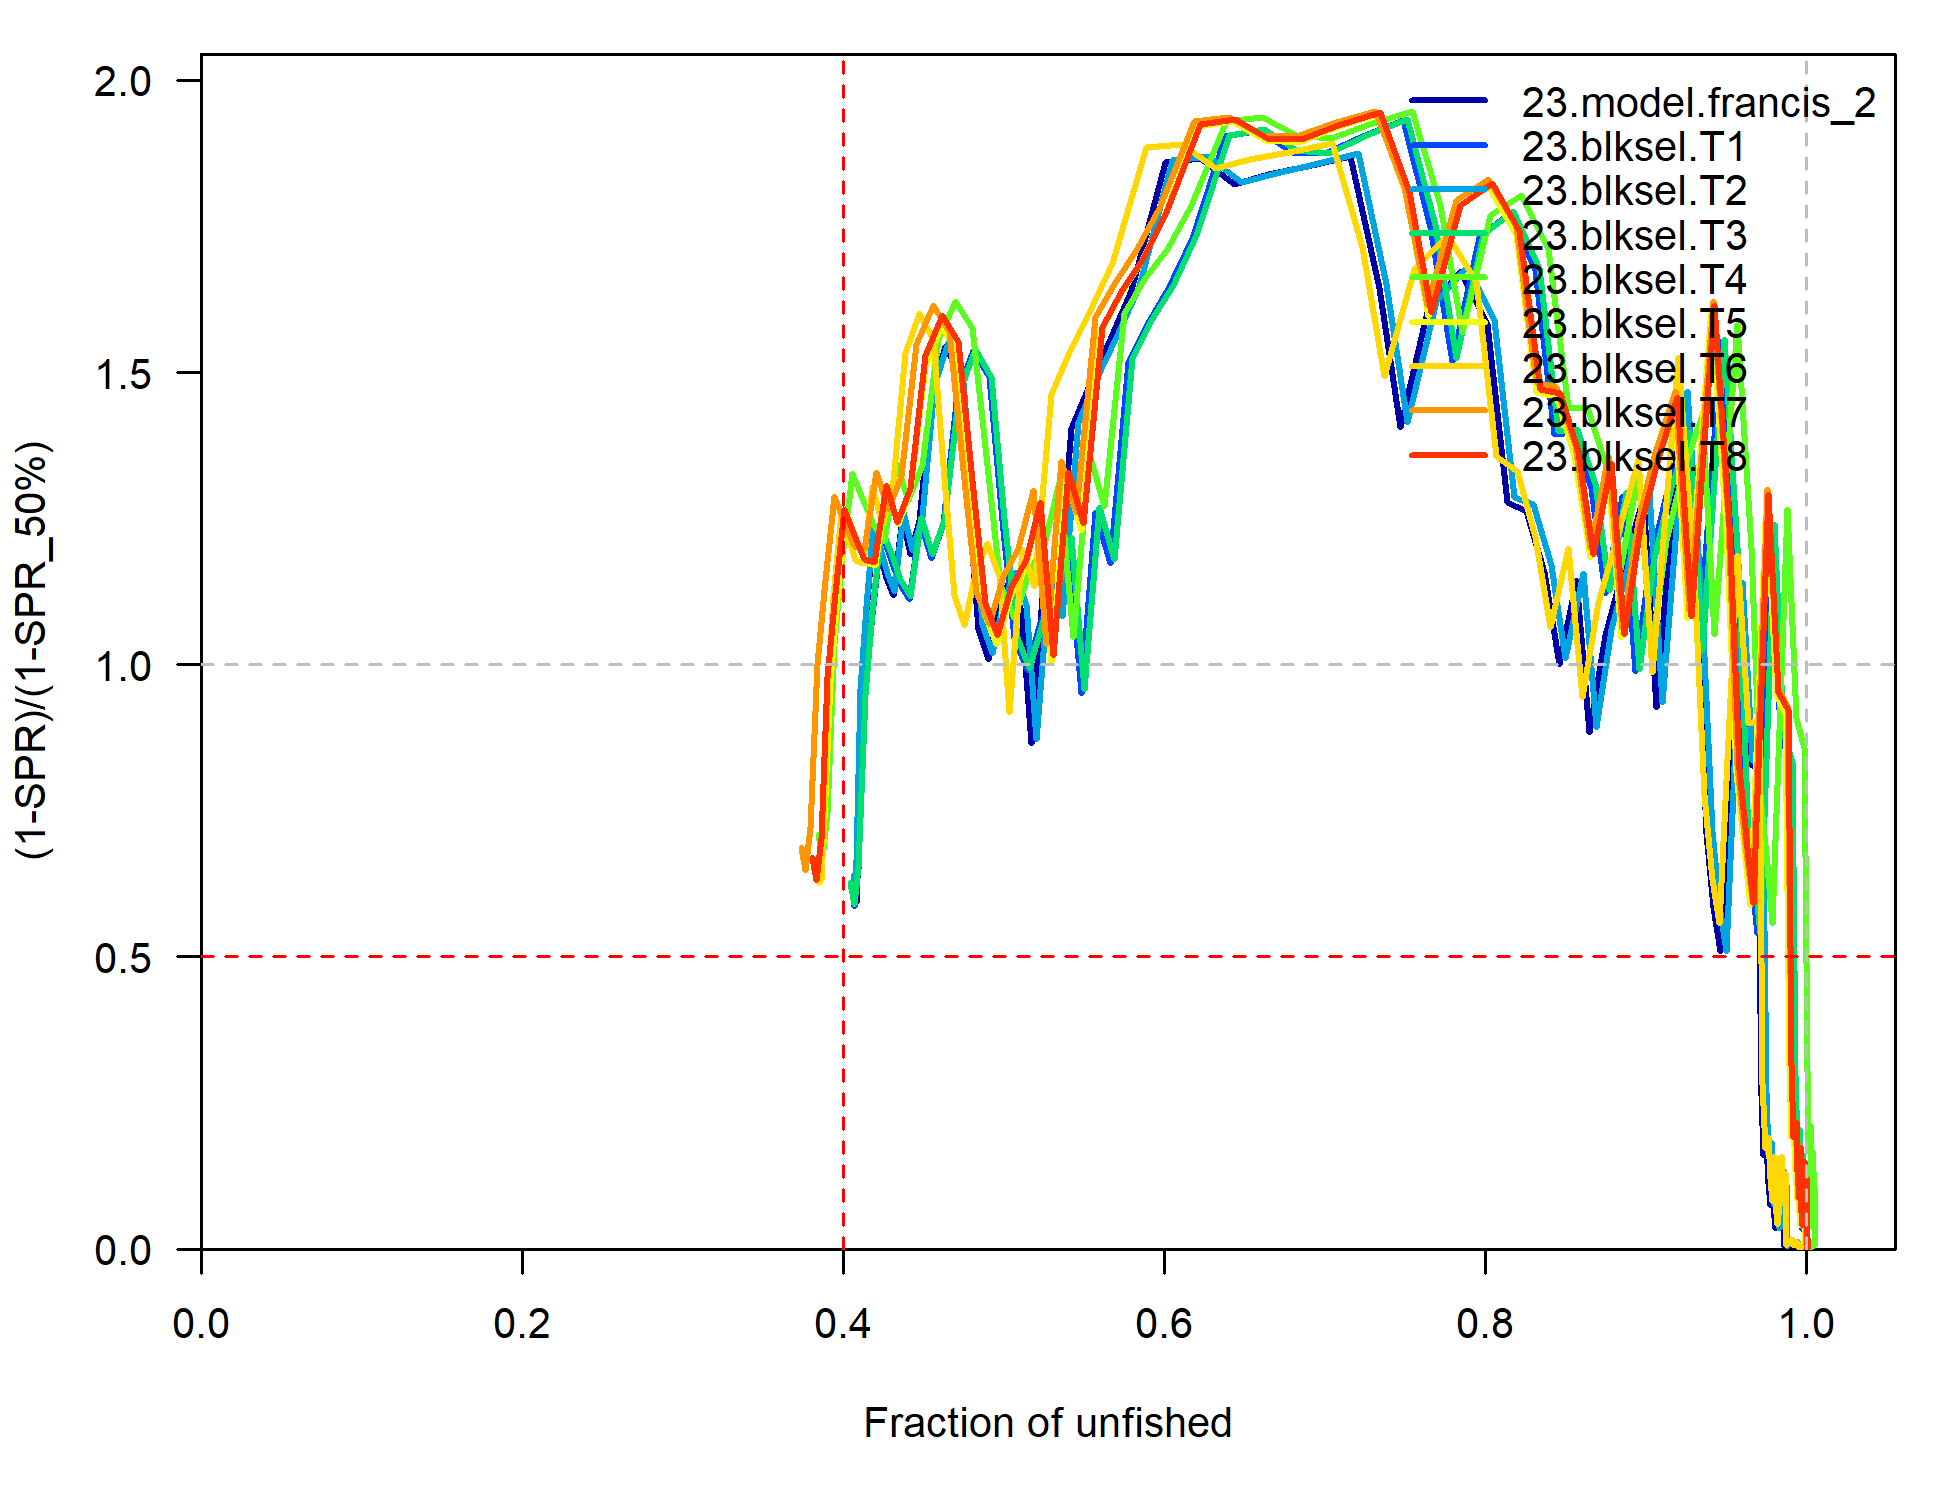 2.0
1.5
1.0
0.5
0.0
(1-SPR)/(1-SPR_50%)
23.model.francis_2
23.blksel.T1
23.blksel.T2
23.blksel.T3
23.blksel.T4
23.blksel.T5
23.blksel.T6
23.blksel.T7
23.blksel.T8
0.0 0.2 0.4 0.6 0.8 1.0
Fraction of unfished